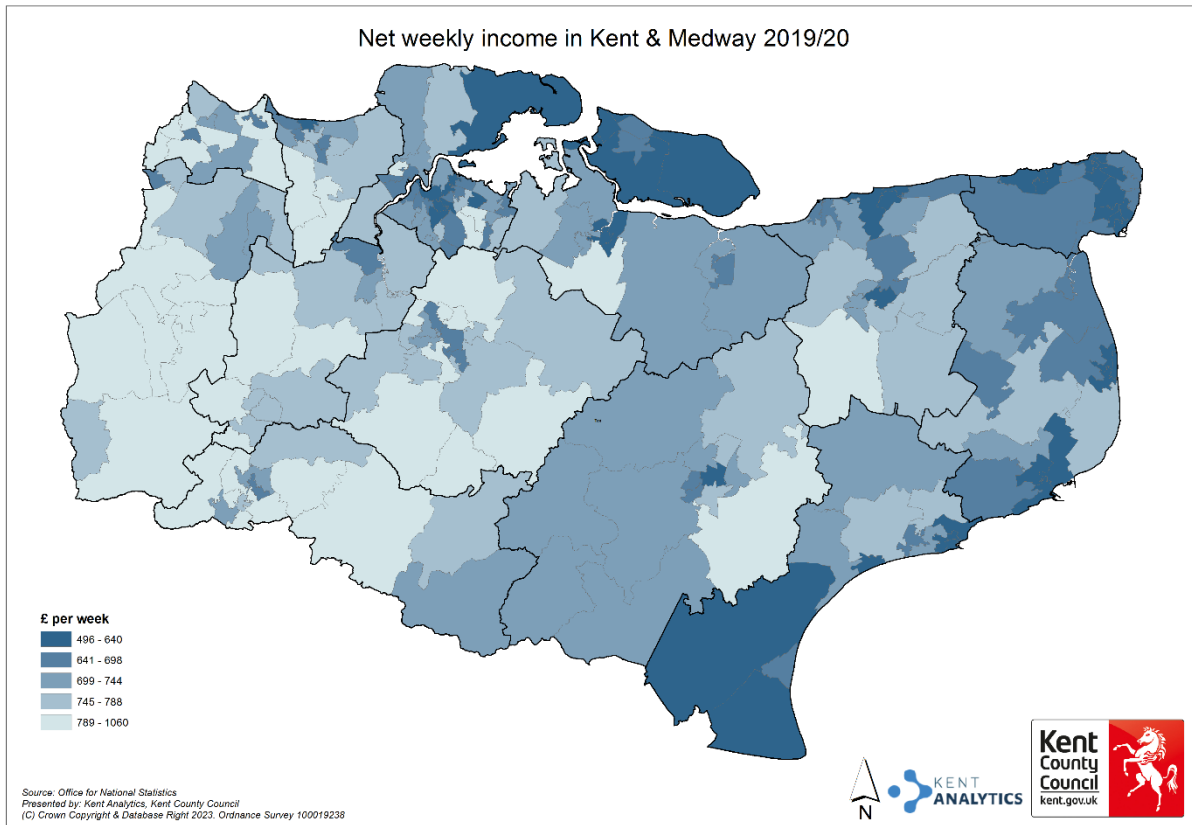 Net weekly income in Kent & Medway 2019/20
£ per week
496 - 640
641 - 698
699 - 744
745 - 788
789 - 1060
Source: Office for National Statistics
Presented by: Kent Analytics, Kent County Council
(C) Crown Copyright & Database Right 2023. Ordnance Survey 100019238
N
KENT
ANALYTICS
Kent
County
Council
kent.gov.uk